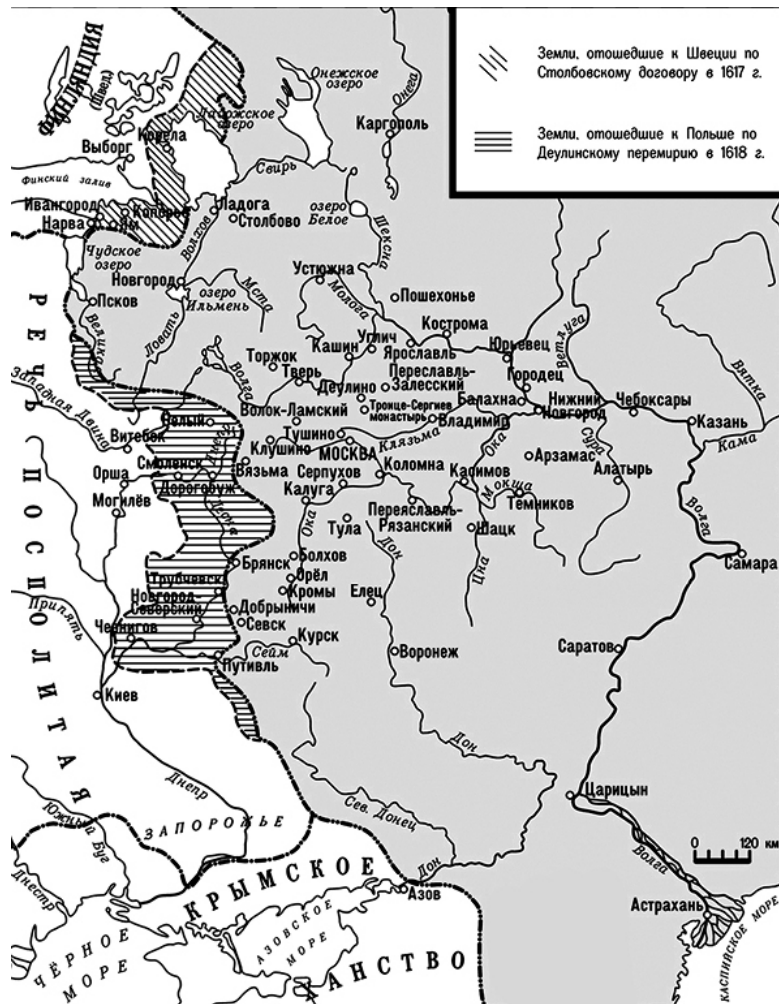 Земли, отошедшие к Швеции по
Столбовскому договору в 1617 г.
Земли, отошедшие к Польше по
Деулинскому перемирию в 1618 г.
ФИНЛЯНДИЯ
(Швед.)
Онежское
озеро
Онега
Ладожское
озеро
Каргополь
Корела
Выборг
Свирь
Финский залив
Ивангород
Копорье
Нарва
Ям
Ладога
Столбово
Волхов
озеро
Белое
Шексна
Чудское
озеро
Новгород
озеро
Ильмень
Мста
Устюжна
Молога
Пошехонье
Псков
Великая
Ловать
Кострома
Углич
Кашин
Ярославль
Юрьевец
Ветлуга
Вятка
Торжок
Тверь
Волга
Переславль-
Залесский
Городец
Деулино
Троице-Сергиев
монастырь
Балахна
Нижний
Новгород
Чебоксары
Казань
Кама
Западная Двина
Белый
Волок-Ламский
Владимир
Витебск
Клушино
Тушино
Клязьма
МОСКВА
Ока
Сура
Арзамас
Смоленск
Днепр
Вязьма
Орша
Дорогобуж
Серпухов
Коломна
Касимов
Алатырь
Могилёв
Десна
Калуга
Мокша
Темников
Переяславль-
Рязанский
Ока
Тула
Дон
Шацк
Цна
Волга
Самара
Болхов
Брянск
Орёл
Трубчевск
Кромы
Елец
Новгород-
Северский
Добрыничи
Севск
Припять
Чернигов
Курск
Сейм
Воронеж
Саратов
Путивль
Киев
РЕЧЬ ПОСПОЛИТАЯ
Днепр
Дон
Царицын
Сев. Донец
ЗАПОРОЖЬЕ
Южный Буг
120 км
Волга
Дон
Азов
Днестр
КРЫМСКОЕ
ХАНСТВО
АЗОВСКОЕ
МОРЕ
ЧЁРНОЕ
МОРЕ
Астрахань
КАСПИЙСКОЕ МОРЕ
0